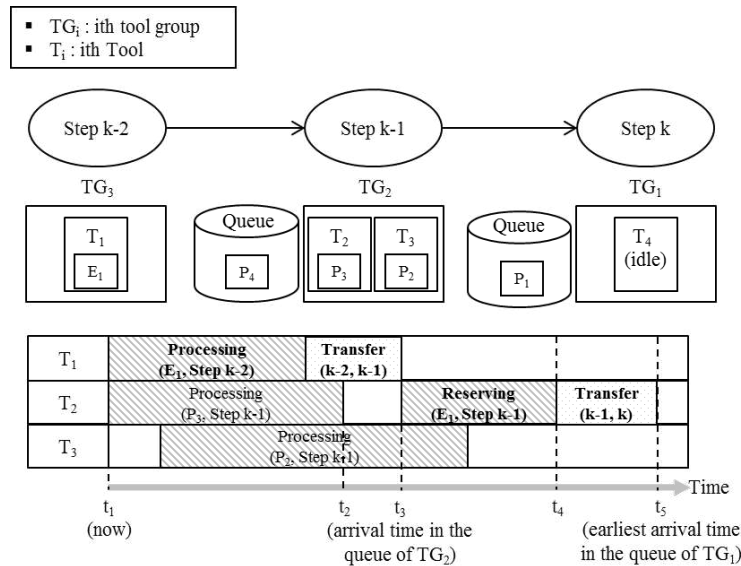 ▪ TGi : ith tool group
▪ Ti : ith Tool
Step k-2
Step k-1
Step k
TG3
TG2
TG1
T1
E1
Queue
P4
T2
P3
T3
P2
Queue
P1
T4
(idle)
T1
Processing
(E1, Step k-2)
Transfer
(k-2, k-1)
T2
Processing
(P3, Step k-1)
Reserving
(E1, Step k-1)
Transfer
(k-1, k)
T3
Processing
(P2, Step k-1)
Time
t1
(now)
t2
t3
(arrival time in the
queue of TG2)
t4
t5
(earliest arrival time
in the queue of TG1)